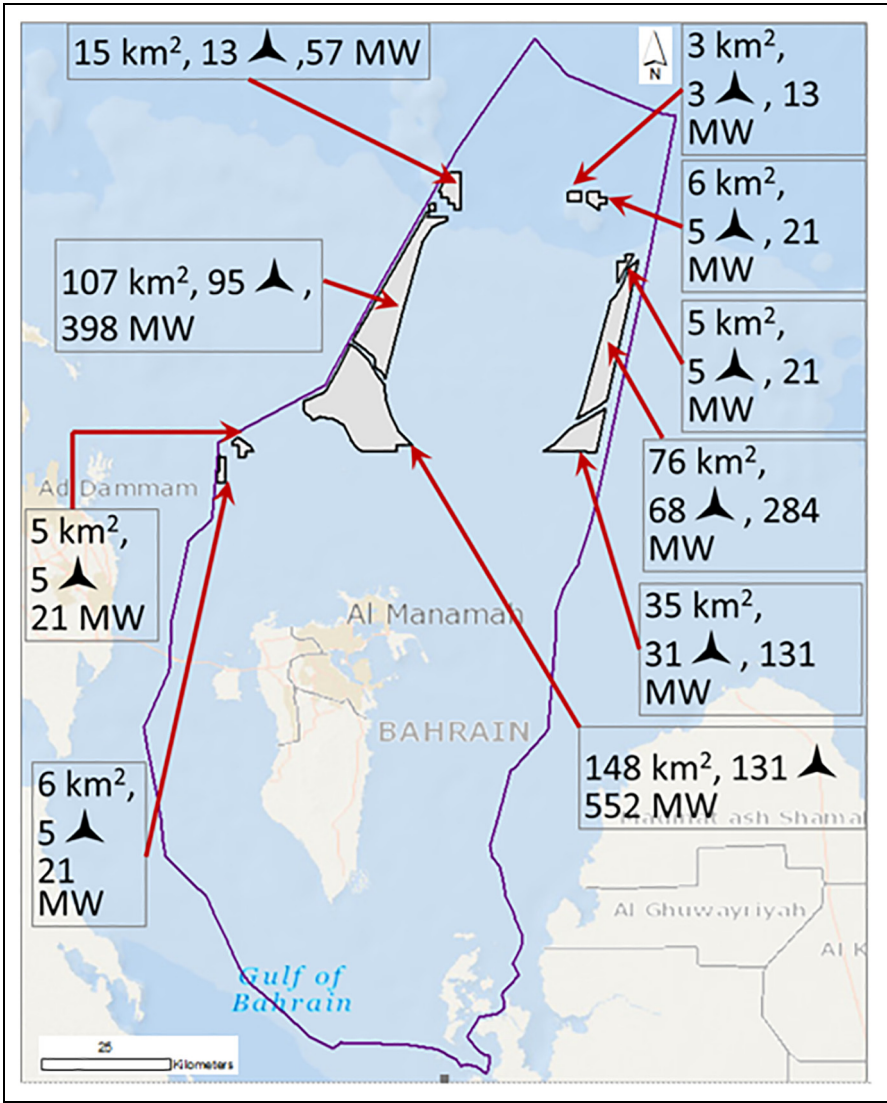 15 km², 13 ,57 MW
N
3 km²,
3 , 13
MW
6 km²,
5 , 21
MW
107 km², 95 ,
398 MW
5 km²,
5 , 21
MW
76 km²,
68 , 284
MW
Ad Dammam
5 km²,
5
21 MW
Al Manamah
35 km²,
31 , 131
MW
BAHRAIN
148 km², 131
552 MW
ash Shamal
6 km²,
5
21
MW
Al Ghuwayriyah
Al K
Gulf of
Bahrain
25
Kilometers